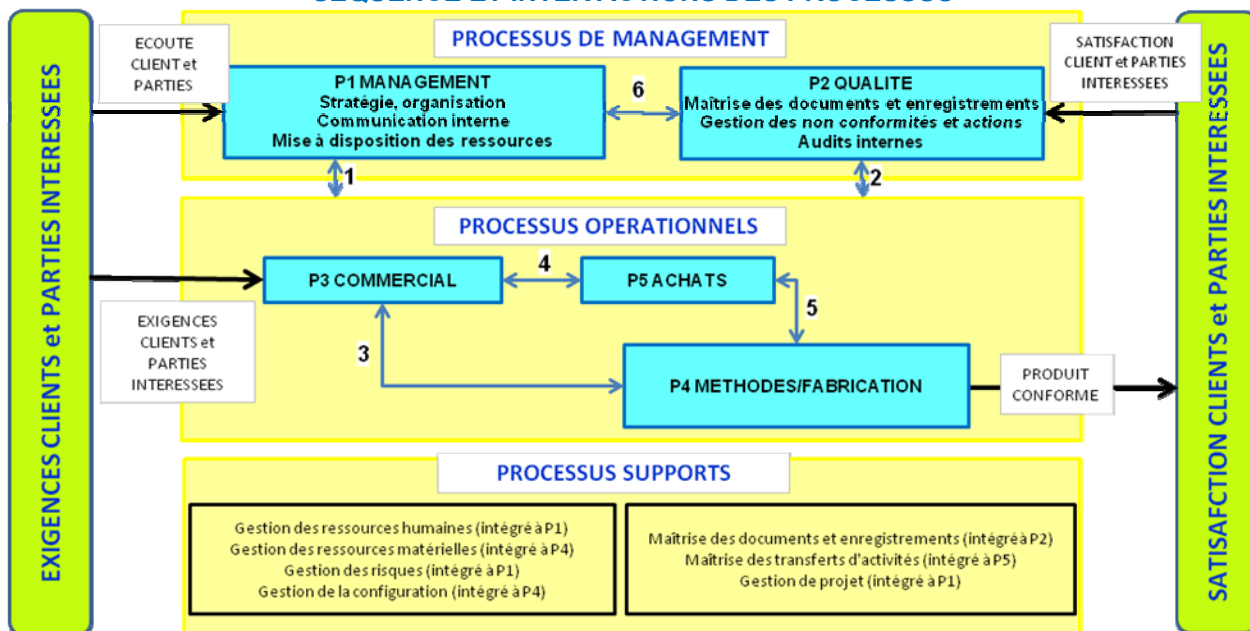 SEQUENCE ET INTERACTIONS DES PROCESSUS
EXIGENCES CLIENTS et PARTIES INTERESSEES
ECOUTE
CLIENT et
PARTIES
PROCESSUS DE MANAGEMENT
P1 MANAGEMENT
Stratégie, organisation
Communication interne
Mise à disposition des ressources
6
P2 QUALITE
Maîtrise des documents et enregistrements
Gestion des non conformités et actions
Audits internes
SATISFACTION
CLIENT et PARTIES
INTERESSEES
1
2
PROCESSUS OPERATIONNELS
P3 COMMERCIAL
4
P5 ACHATS
5
EXIGENCES
CLIENTS et
PARTIES
INTERESSEES
3
P4 METHODES/FABRICATION
PRODUIT
CONFORME
PROCESSUS SUPPORTS
Gestion des ressources humaines (intégré à P1)
Gestion des ressources matérielles (intégré à P4)
Gestion des risques (intégré à P1)
Gestion de la configuration (intégré à P4)
Maîtrise des documents et enregistrements (intégré à P2)
Maîtrise des transferts d'activités (intégré à P5)
Gestion de projet (intégré à P1)
SATISAFCTION CLIENTS et PARTIES INTERESSEES